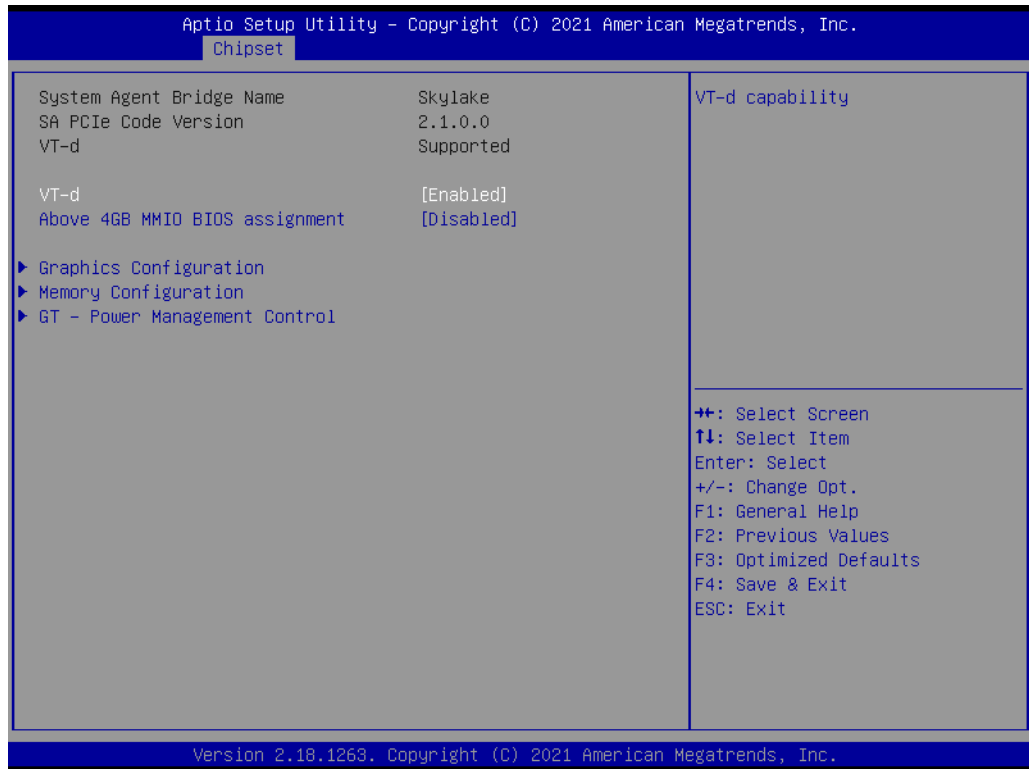 Aptio Setup Utility – Copyright (C) 2021 American Megatrends, Inc.
Chipset
System Agent Bridge Name Skylake
SA PCIe Code Version 2.1.0.0
VT-d Supported
VT-d [Enabled]
Above 4GB MMIO BIOS assignment [Disabled]
Graphics Configuration
Memory Configuration
GT – Power Management Control
VT-d capability
→←: Select Screen
↑↓: Select Item
Enter: Select
+/-: Change Opt.
F1: General Help
F2: Previous Values
F3: Optimized Defaults
F4: Save & Exit
ESC: Exit
Version 2.18.1263. Copyright (C) 2021 American Megatrends, Inc.